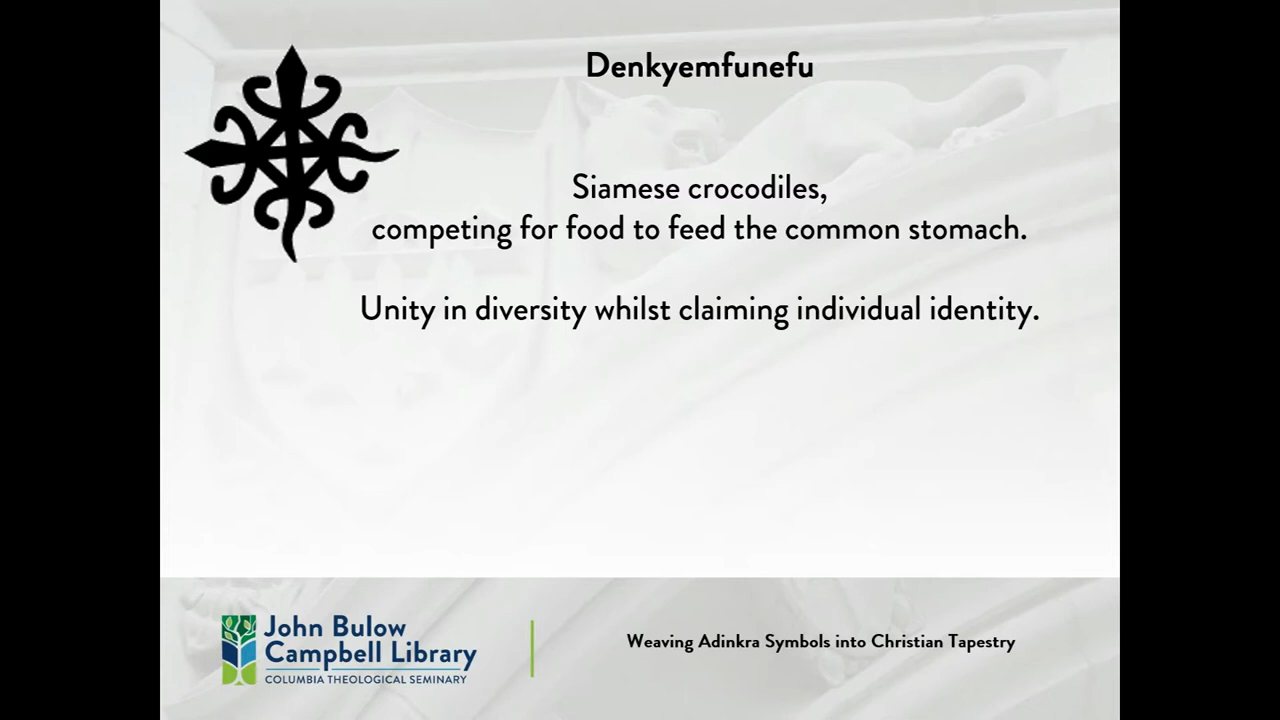 Denkyemfunefu
Siamese crocodiles,
competing for food to feed the common stomach.
Unity in diversity whilst claiming individual identity.
John Bulow
Campbell Library
COLUMBIA THEOLOGICAL SEMINARY
Weaving Adinkra Symbols into Christian Tapestry